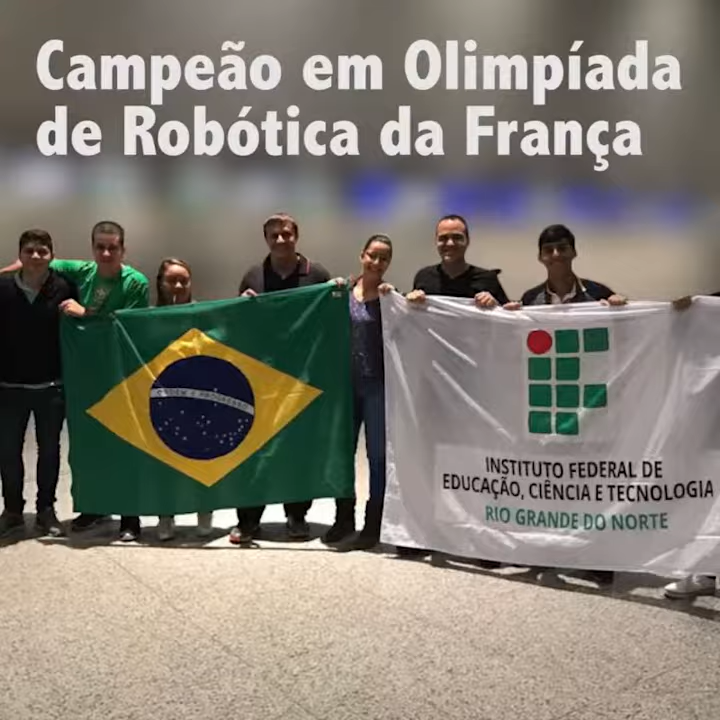 Campeão em Olimpíada
de Robótica da França
ORDEM E PROGRESSO
INSTITUTO FEDERAL DE
EDUCAÇÃO, CIÊNCIA E TECNOLOGIA
RIO GRANDE DO NORTE